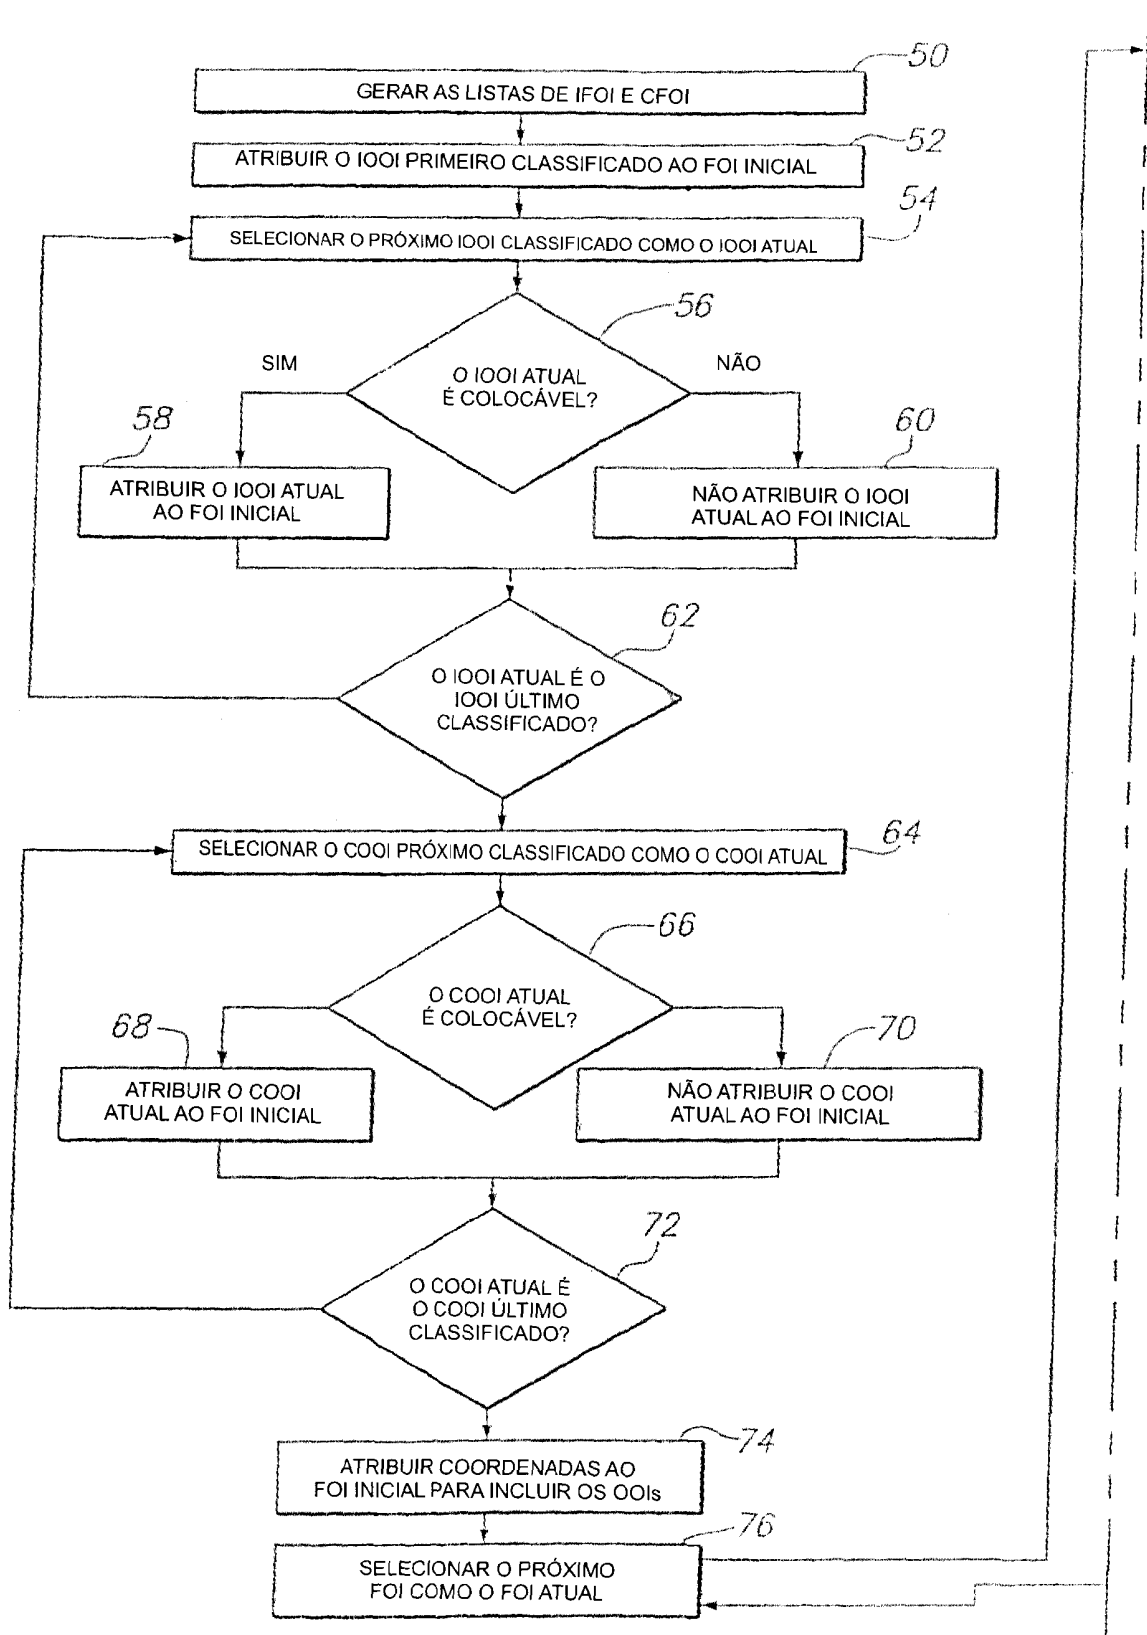 50
GERAR AS LISTAS DE IFOI E CFOI
52
ATRIBUIR O IOOI PRIMEIRO CLASSIFICADO AO FOI INICIAL
54
SELECIONAR O PRÓXIMO IOOI CLASSIFICADO COMO O IOOI ATUAL
56
SIM
NÃO
O IOOI ATUAL
É COLOCÁVEL?
58
60
ATRIBUIR O IOOI ATUAL
AO FOI INICIAL
NÃO ATRIBUIR O IOOI
ATUAL AO FOI INICIAL
62
O IOOI ATUAL É O
IOOI ÚLTIMO
CLASSIFICADO?
64
SELECIONAR O COOI PRÓXIMO CLASSIFICADO COMO O COOI ATUAL
66
O COOI ATUAL
É COLOCÁVEL?
68
70
ATRIBUIR O COOI
ATUAL AO FOI INICIAL
NÃO ATRIBUIR O COOI
ATUAL AO FOI INICIAL
72
O COOI ATUAL É
O COOI ÚLTIMO
CLASSIFICADO?
74
ATRIBUIR COORDENADAS AO
FOI INICIAL PARA INCLUIR OS OOIs
76
SELECIONAR O PRÓXIMO
FOI COMO O FOI ATUAL